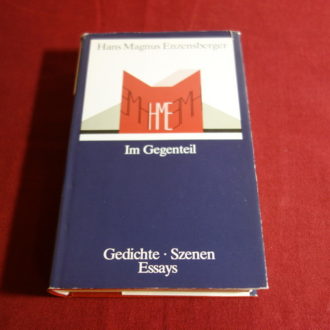 Hans Magnus Enzensberger
HME
Im Gegenteil
Gedichte · Szenen
Essays